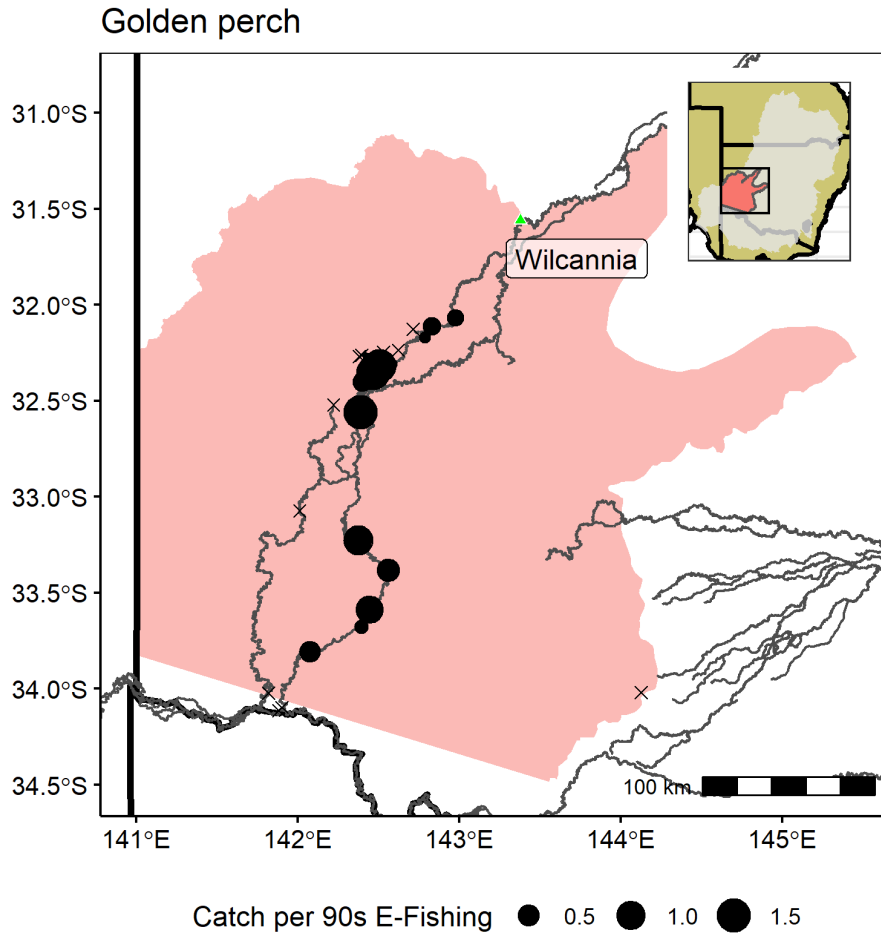 Golden perch
31.0°S
31.5°S
Wilcannia
32.0°S
32.5°S
33.0°S
33.5°S
34.0°S
34.5°S
100 km
141°E 142°E 143°E 144°E 145°E
Catch per 90s E-Fishing 0.5 1.0 1.5